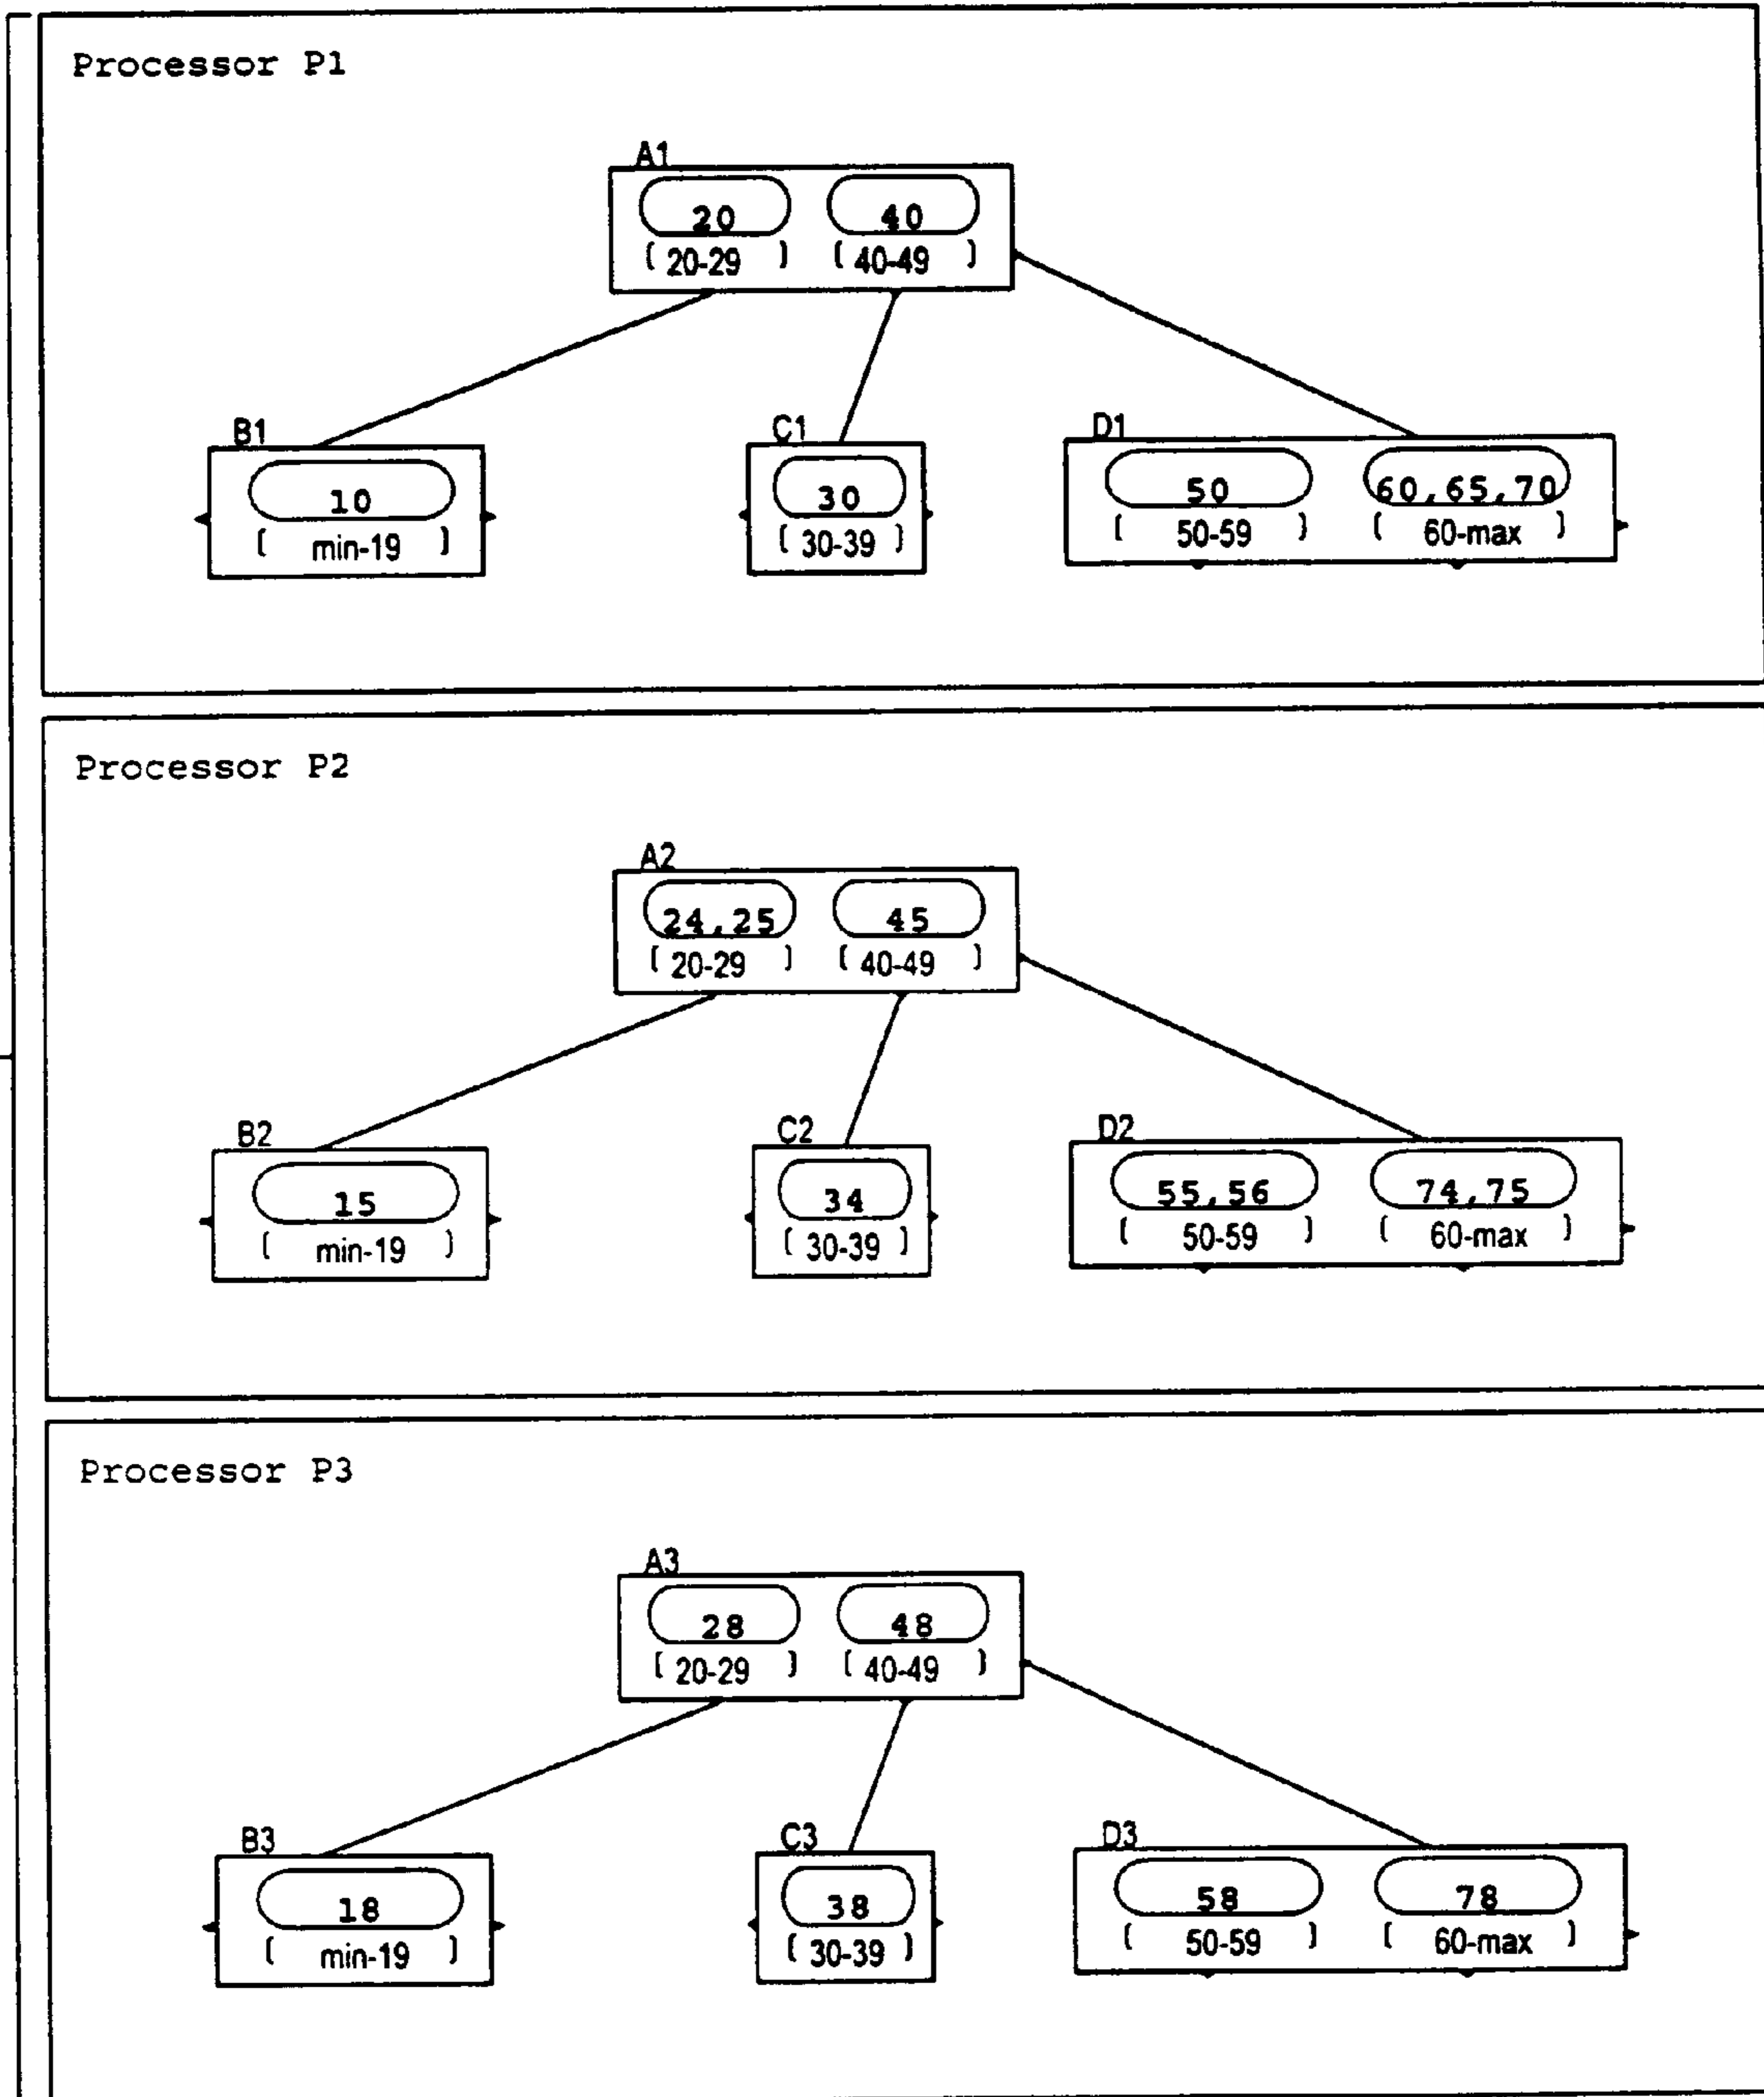 Processor P1
A1
20 40
[ 20-29 ] [ 40-49 ]
B1 C1 D1
10 30 50 60,65,70
[ min-19 ] [ 30-39 ] [ 50-59 ] [ 60-max ]
Processor P2
A2
24,25 45
[ 20-29 ] [ 40-49 ]
B2 C2 D2
15 34 55,56 74,75
[ min-19 ] [ 30-39 ] [ 50-59 ] [ 60-max ]
Processor P3
A3
28 48
[ 20-29 ] [ 40-49 ]
B3 C3 D3
18 38 58 78
[ min-19 ] [ 30-39 ] [ 50-59 ] [ 60-max ]